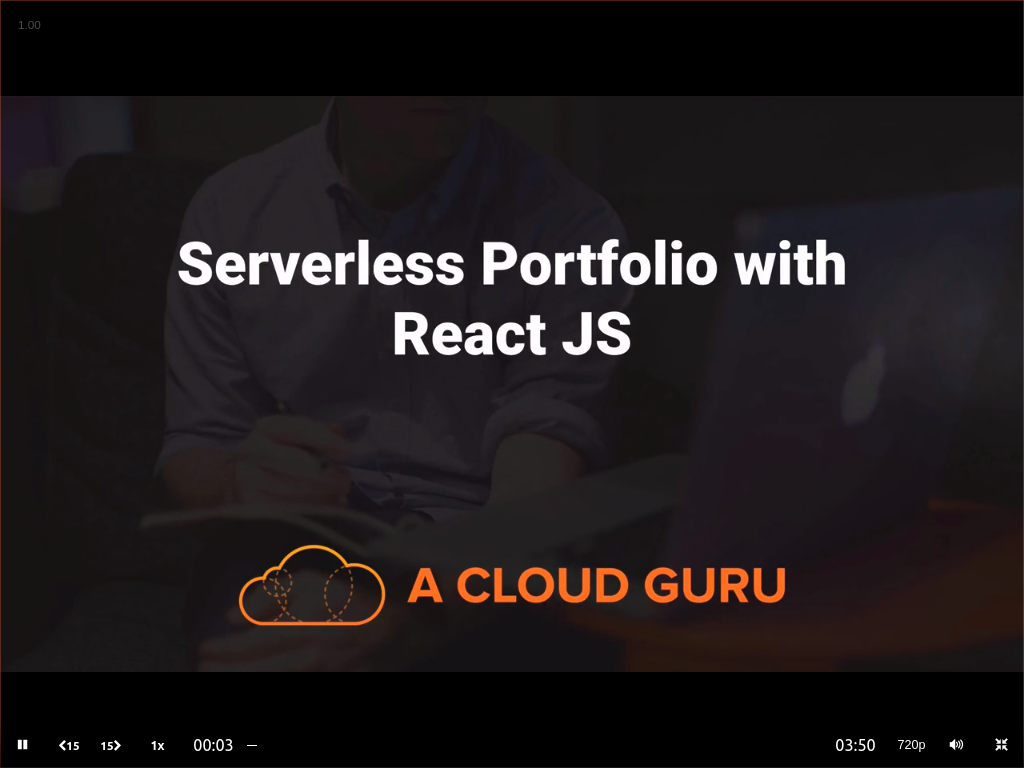 1.00
Serverless Portfolio with
React JS
A CLOUD GURU
15 15 1x 00:03 03:50 720p